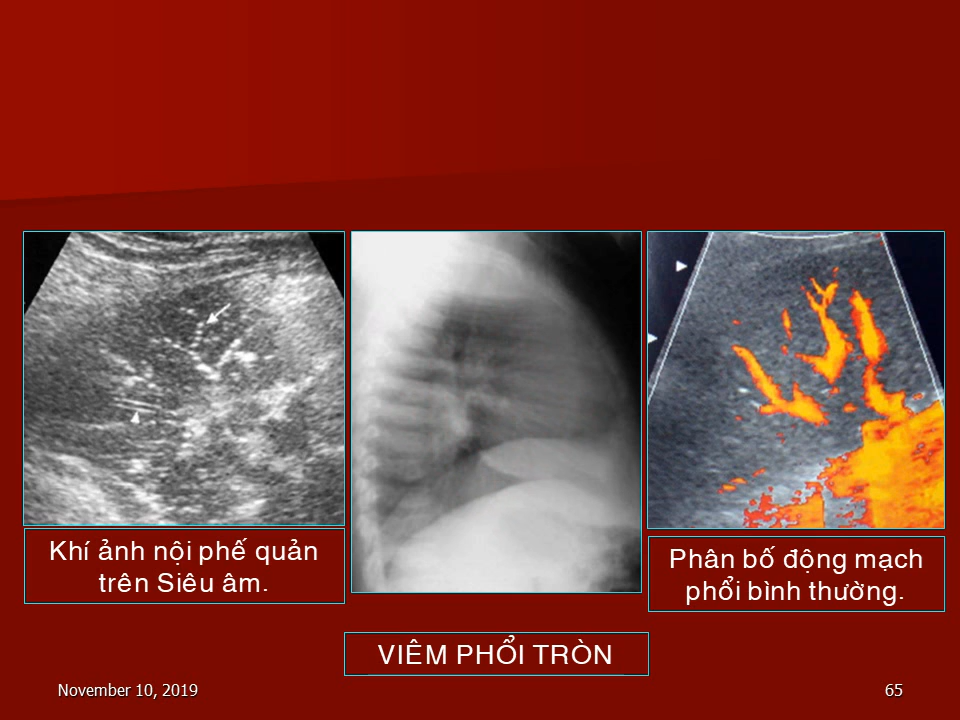 Khí ảnh nội phế quản
trên Siêu âm.
Phân bố động mạch
phổi bình thường.
VIÊM PHỔI TRÒN
November 10, 2019
65